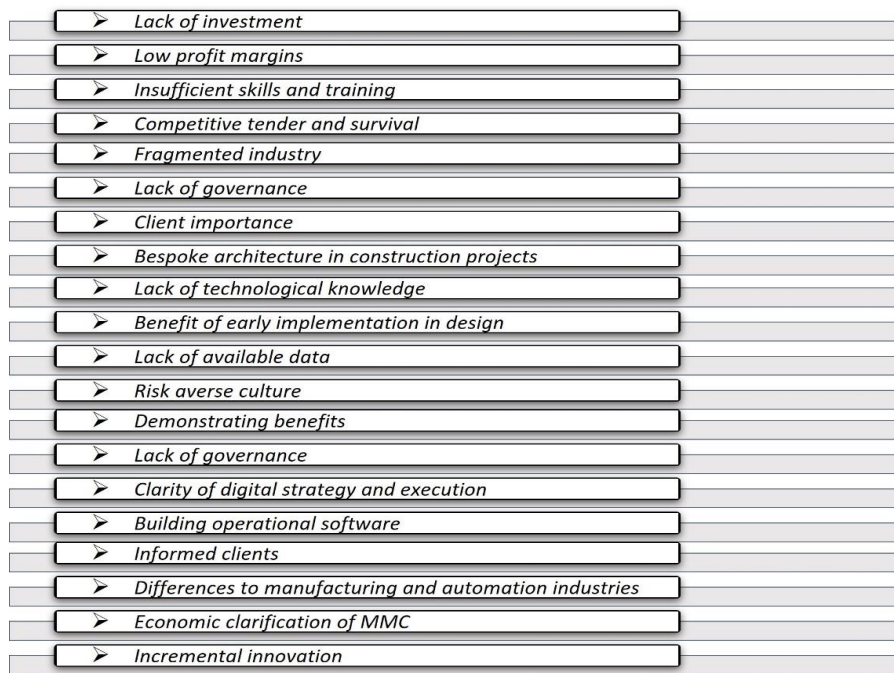 ➢ Lack of investment
➢ Low profit margins
➢ Insufficient skills and training
➢ Competitive tender and survival
➢ Fragmented industry
➢ Lack of governance
➢ Client importance
➢ Bespoke architecture in construction projects
➢ Lack of technological knowledge
➢ Benefit of early implementation in design
➢ Lack of available data
➢ Risk averse culture
➢ Demonstrating benefits
➢ Lack of governance
➢ Clarity of digital strategy and execution
➢ Building operational software
➢ Informed clients
➢ Differences to manufacturing and automation industries
➢ Economic clarification of MMC
➢ Incremental innovation